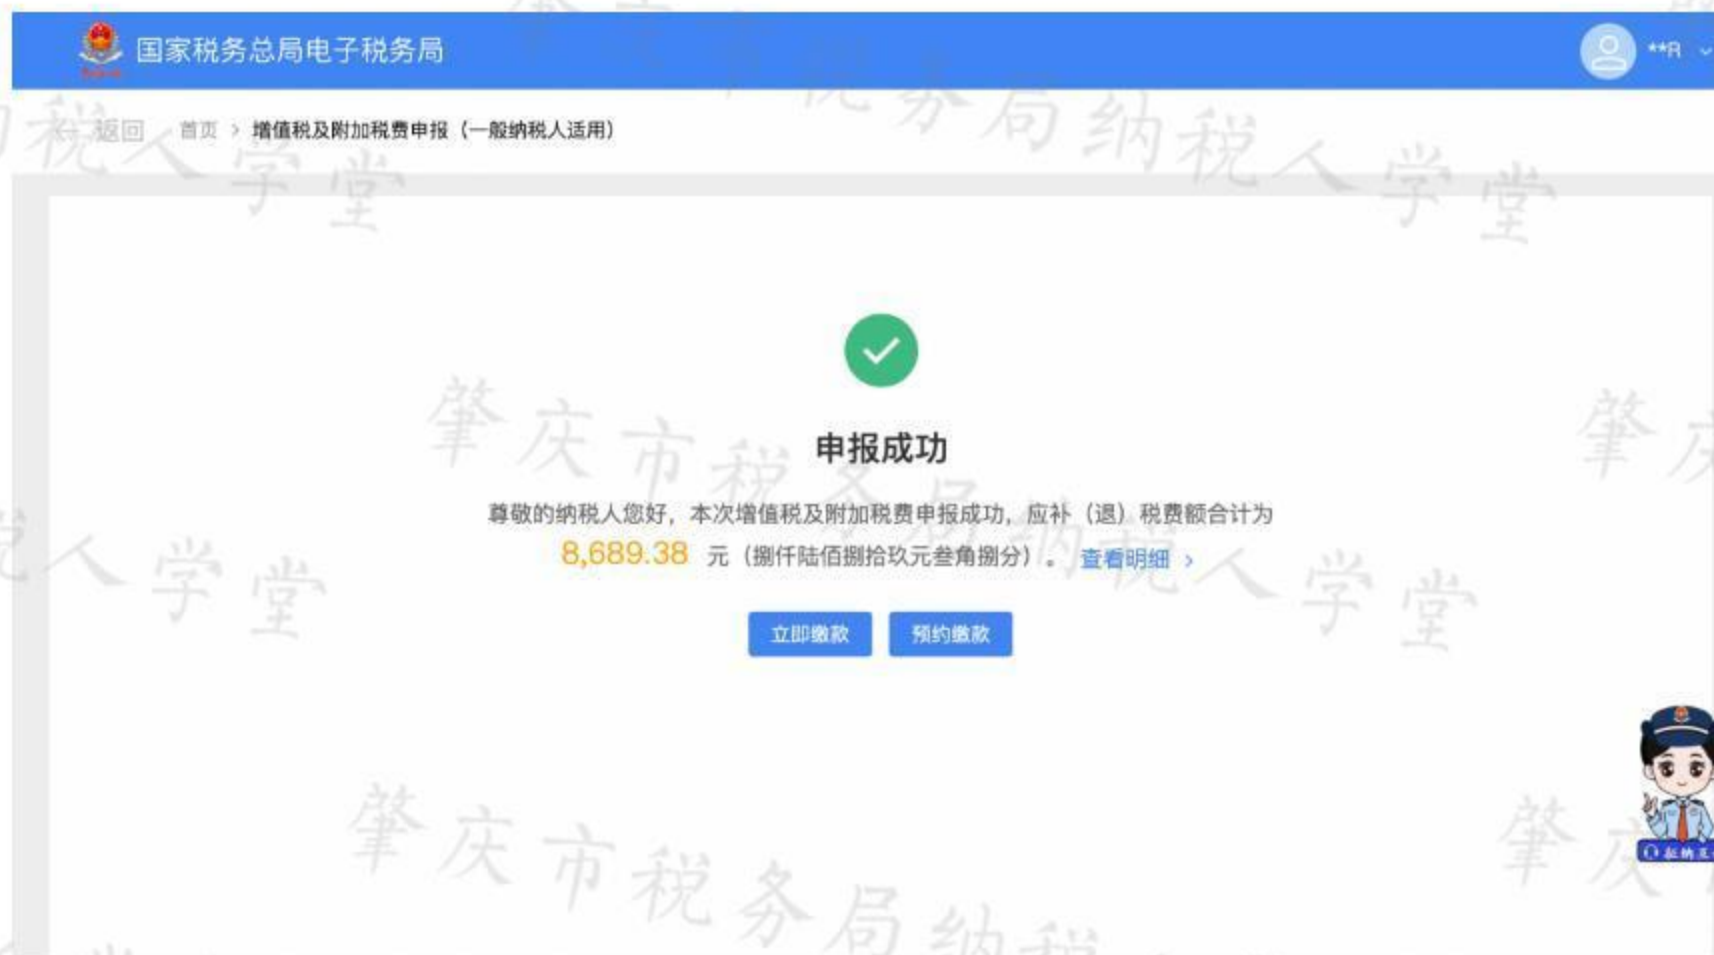 国家税务总局电子税务局
**R
← 返回 首页 > 增值税及附加税费申报（一般纳税人适用）
申报成功
尊敬的纳税人您好，本次增值税及附加税费申报成功，应补（退）税费额合计为
8,689.38 元（捌仟陆佰捌拾玖元叁角捌分）。 查看明细 >
立即缴款 预约缴款
征纳互
肇庆市税务局纳税人学堂